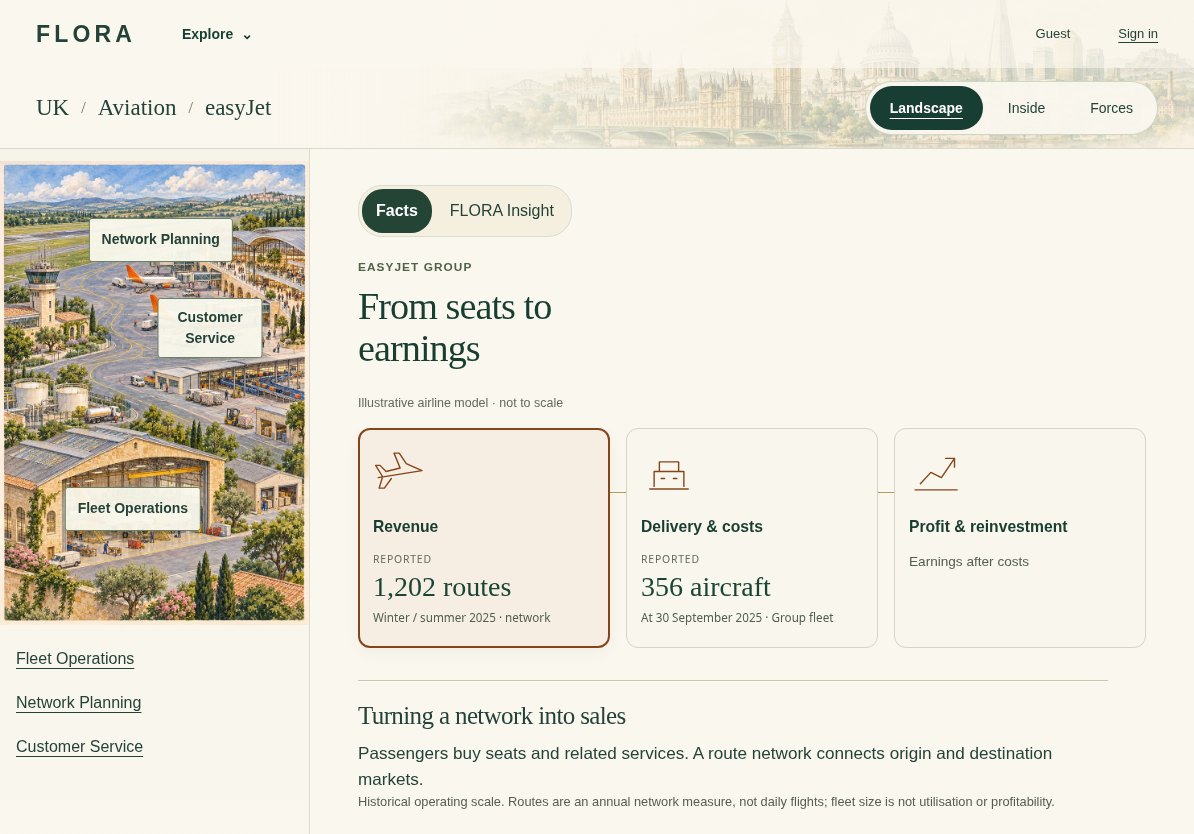 FLORA
Explore
Guest
Sign in
UK / Aviation / easyJet
Landscape
Inside
Forces
Network Planning
Customer
Service
Fleet Operations
Fleet Operations
Network Planning
Customer Service
Facts
FLORA Insight
EASYJET GROUP
From seats to
earnings
Illustrative airline model · not to scale
Revenue
REPORTED
1,202 routes
Winter / summer 2025 · network
Delivery & costs
REPORTED
356 aircraft
At 30 September 2025 · Group fleet
Profit & reinvestment
Earnings after costs
Turning a network into sales
Passengers buy seats and related services. A route network connects origin and destination
markets.
Historical operating scale. Routes are an annual network measure, not daily flights; fleet size is not utilisation or profitability.